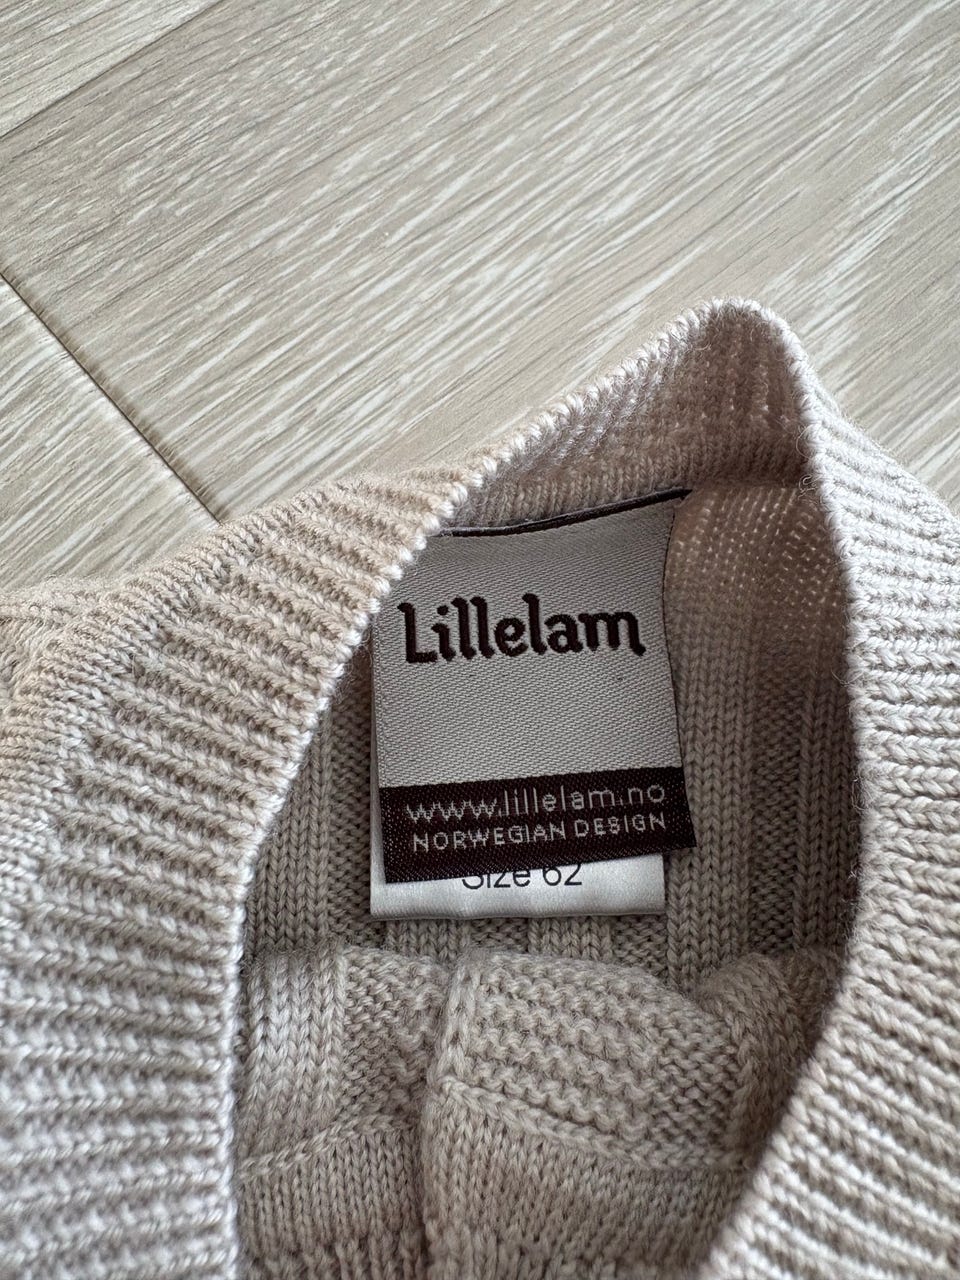 Lillelam
www.lillelam.no
NORWEGIAN DESIGN
Size 62